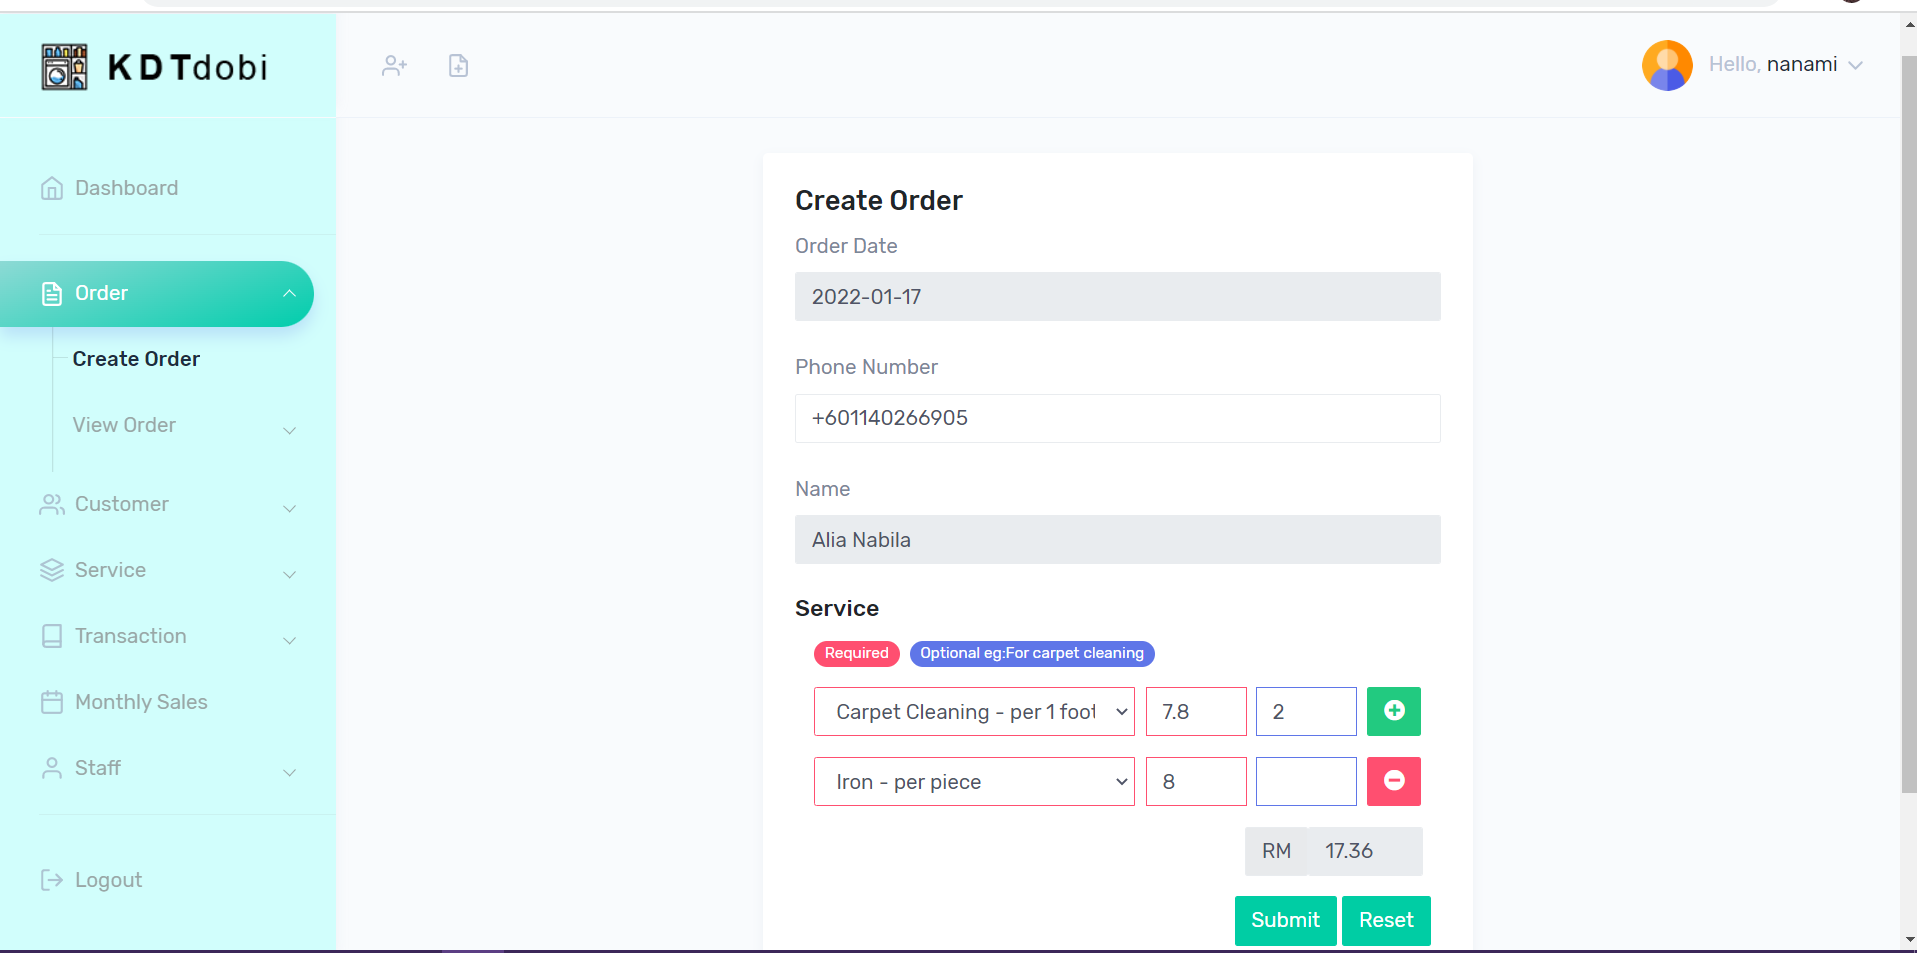 KDTdobi
Hello, nanami
Dashboard
Order
Create Order
View Order
Customer
Service
Transaction
Monthly Sales
Staff
Logout
Create Order
Order Date
2022-01-17
Phone Number
+601140266905
Name
Alia Nabila
Service
Required Optional eg:For carpet cleaning
Carpet Cleaning - per 1 foot 7.8 2
Iron - per piece 8
RM 17.36
Submit Reset